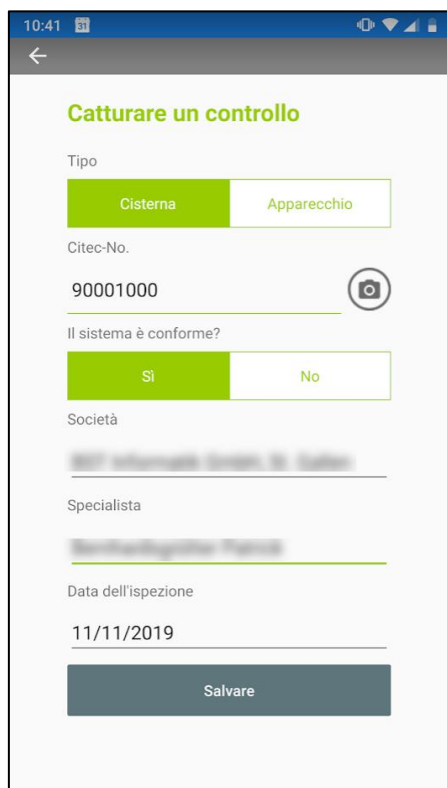 10:41 31
Catturare un controllo
Tipo
Cisterna Apparecchio
Citec-No.
90001000
Il sistema è conforme?
Sì No
Società
Specialista
Data dell'ispezione
11/11/2019
Salvare